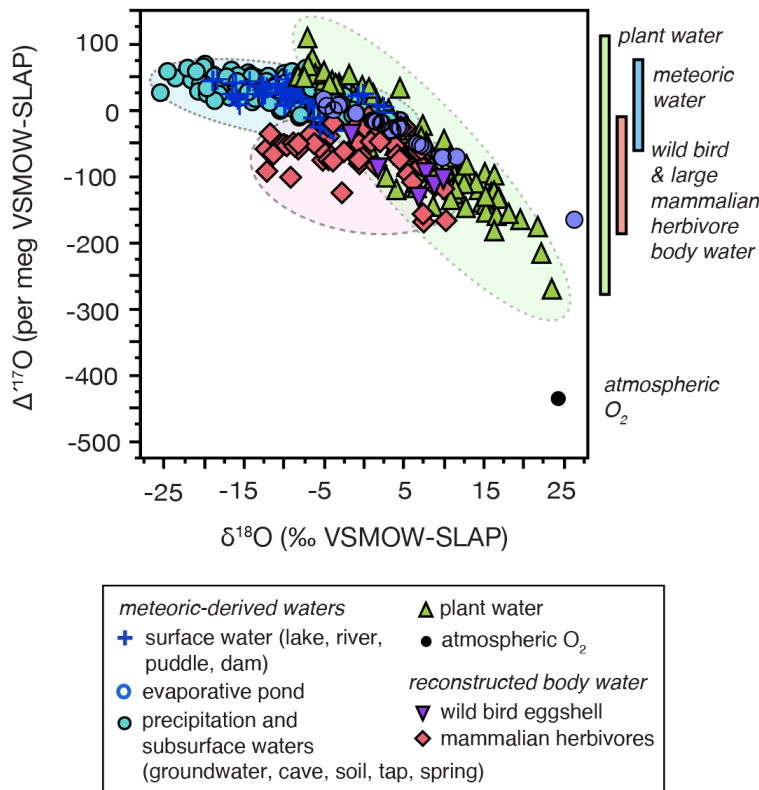 100
0
-100
-200
-300
-400
-500
Δ′¹⁷O (per meg VSMOW-SLAP)
-25 -15 -5 5 15 25
δ¹⁸O (‰ VSMOW-SLAP)
plant water
meteoric
water
wild bird
& large
mammalian
herbivore
body water
atmospheric
O₂
meteoric-derived waters
surface water (lake, river,
puddle, dam)
evaporative pond
precipitation and
subsurface waters
(groundwater, cave, soil, tap, spring)
plant water
atmospheric O₂
reconstructed body water
wild bird eggshell
mammalian herbivores